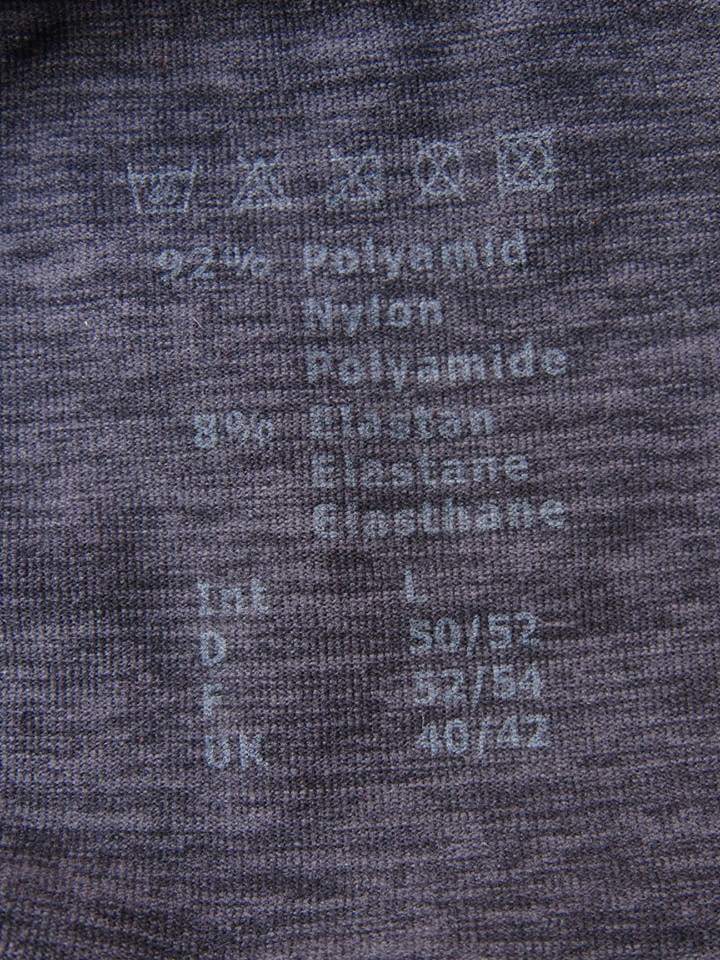 92% Polyamid
Nylon
Polyamide
8% Elastan
Elastane
Elasthane
Int L
D 50/52
F 52/54
UK 40/42